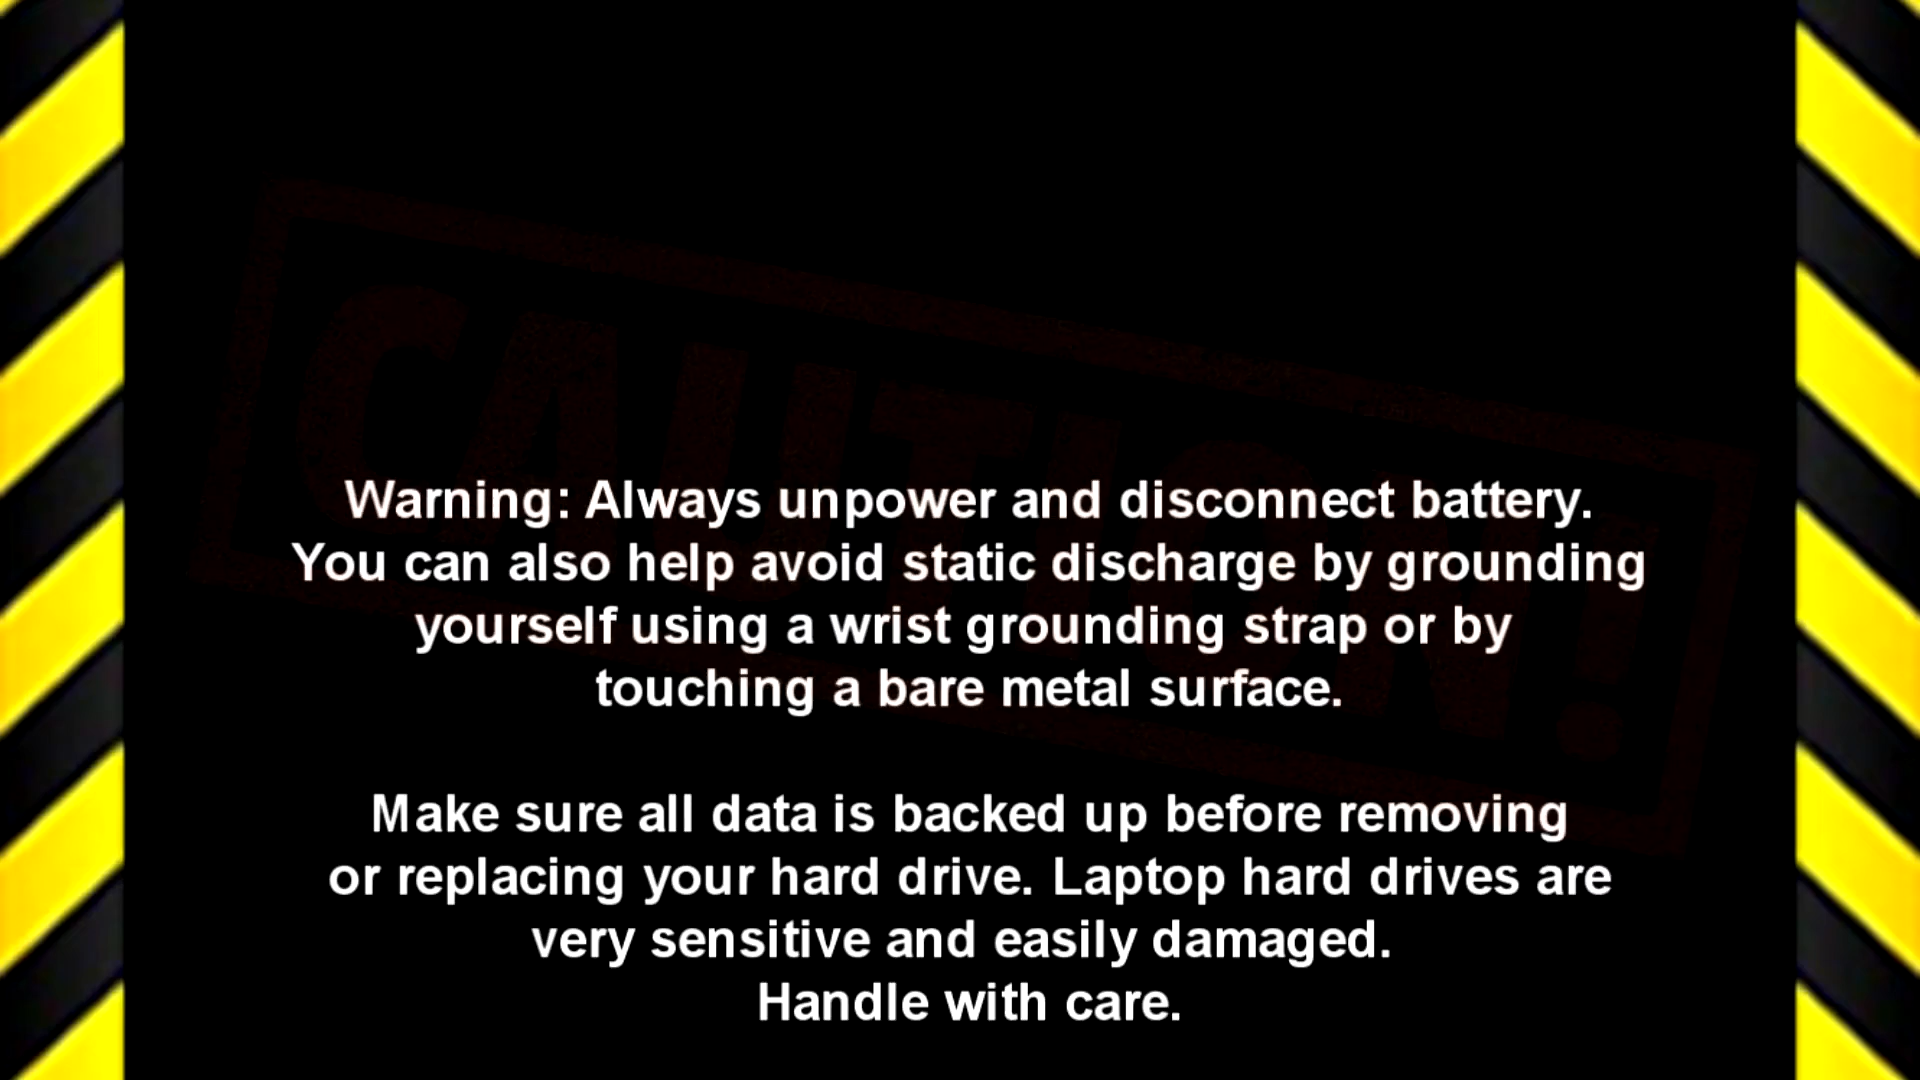 CAUTION!
Warning: Always unpower and disconnect battery.
You can also help avoid static discharge by grounding
yourself using a wrist grounding strap or by
touching a bare metal surface.
Make sure all data is backed up before removing
or replacing your hard drive. Laptop hard drives are
very sensitive and easily damaged.
Handle with care.